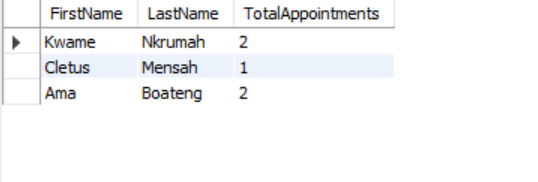 FirstName LastName TotalAppointments
Kwame Nkrumah 2
Cletus Mensah 1
Ama Boateng 2